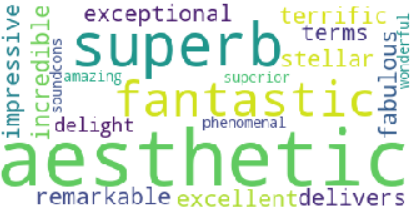 exceptional
terrific
impressive
incredible
soundcons
superb
terms
stellar
fabulous
wonderful
amazing
superior
fantastic
delight
phenomenal
aesthetic
remarkable
excellent
delivers